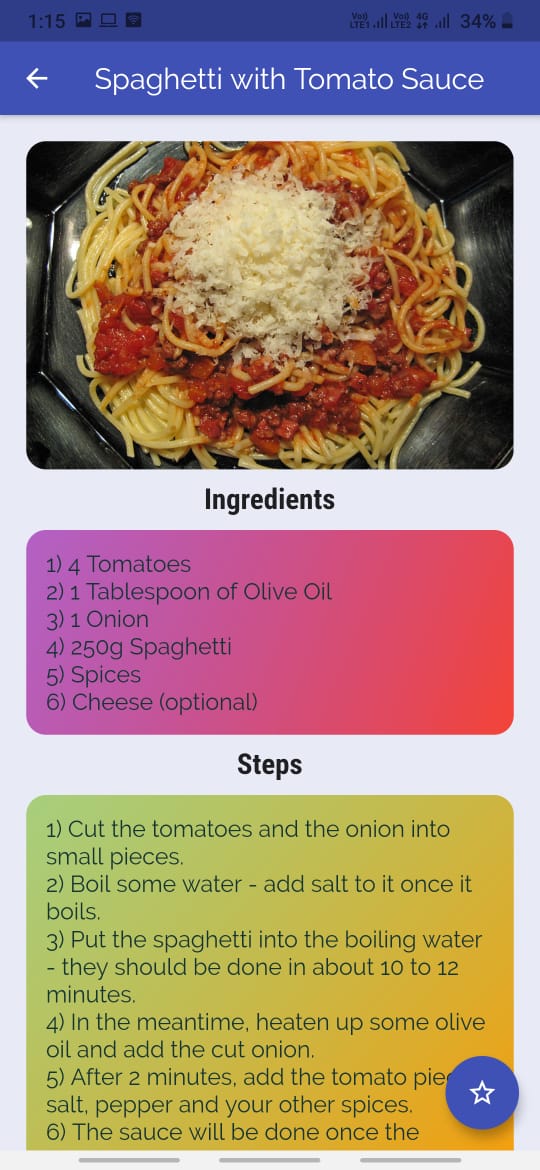 1:15 Vo)) LTE1 Vo)) LTE2 4G 34%
Spaghetti with Tomato Sauce
Ingredients
1) 4 Tomatoes
2) 1 Tablespoon of Olive Oil
3) 1 Onion
4) 250g Spaghetti
5) Spices
6) Cheese (optional)
Steps
1) Cut the tomatoes and the onion into
small pieces.
2) Boil some water - add salt to it once it
boils.
3) Put the spaghetti into the boiling water
- they should be done in about 10 to 12
minutes.
4) In the meantime, heaten up some olive
oil and add the cut onion.
5) After 2 minutes, add the tomato
salt, pepper and your other spices.
6) The sauce will be done once the